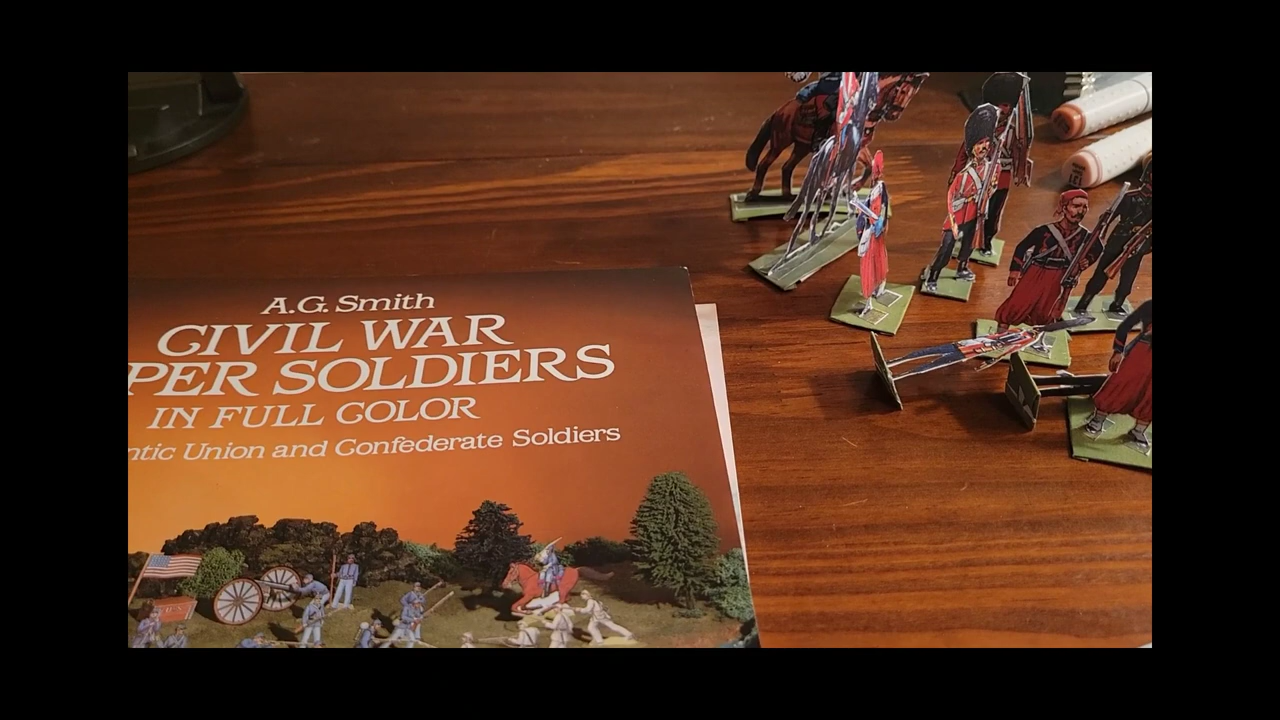 A.G. Smith
CIVIL WAR
PER SOLDIERS
IN FULL COLOR
ntic Union and Confederate Soldiers